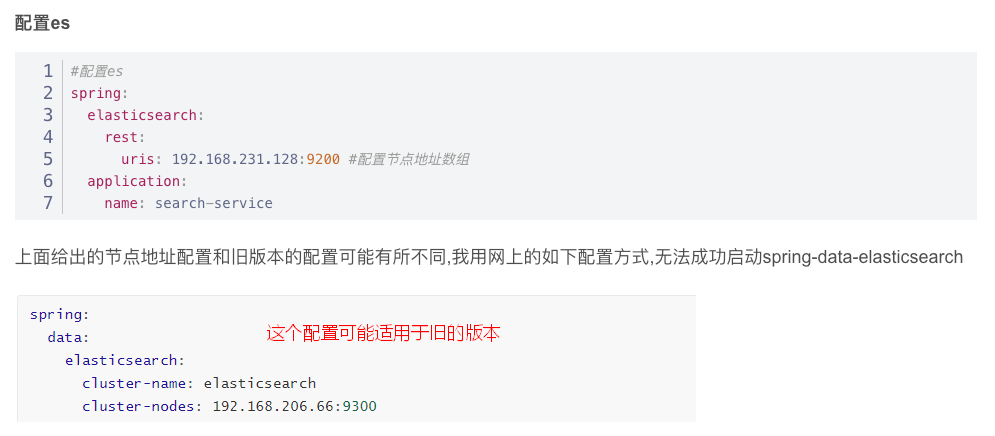 配置es
1 #配置es
2 spring:
3   elasticsearch:
4     rest:
5       uris: 192.168.231.128:9200 #配置节点地址数组
6   application:
7     name: search-service
上面给出的节点地址配置和旧版本的配置可能有所不同,我用网上的如下配置方式,无法成功启动spring-data-elasticsearch
spring:
  data:
这个配置可能适用于旧的版本
    elasticsearch:
      cluster-name: elasticsearch
      cluster-nodes: 192.168.206.66:9300